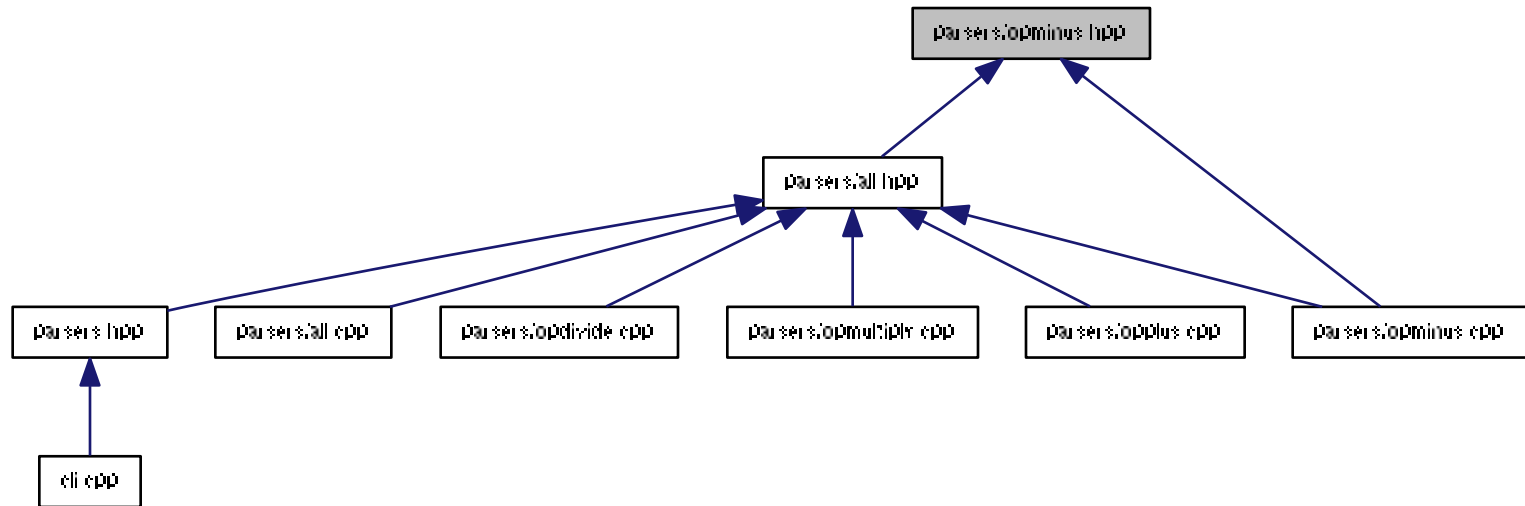 parsers/opminus.hpp
parsers/all.hpp
parsers.hpp
parsers/all.cpp
parsers/opdivide.cpp
parsers/opmultiply.cpp
parsers/opplus.cpp
parsers/opminus.cpp
cli.cpp